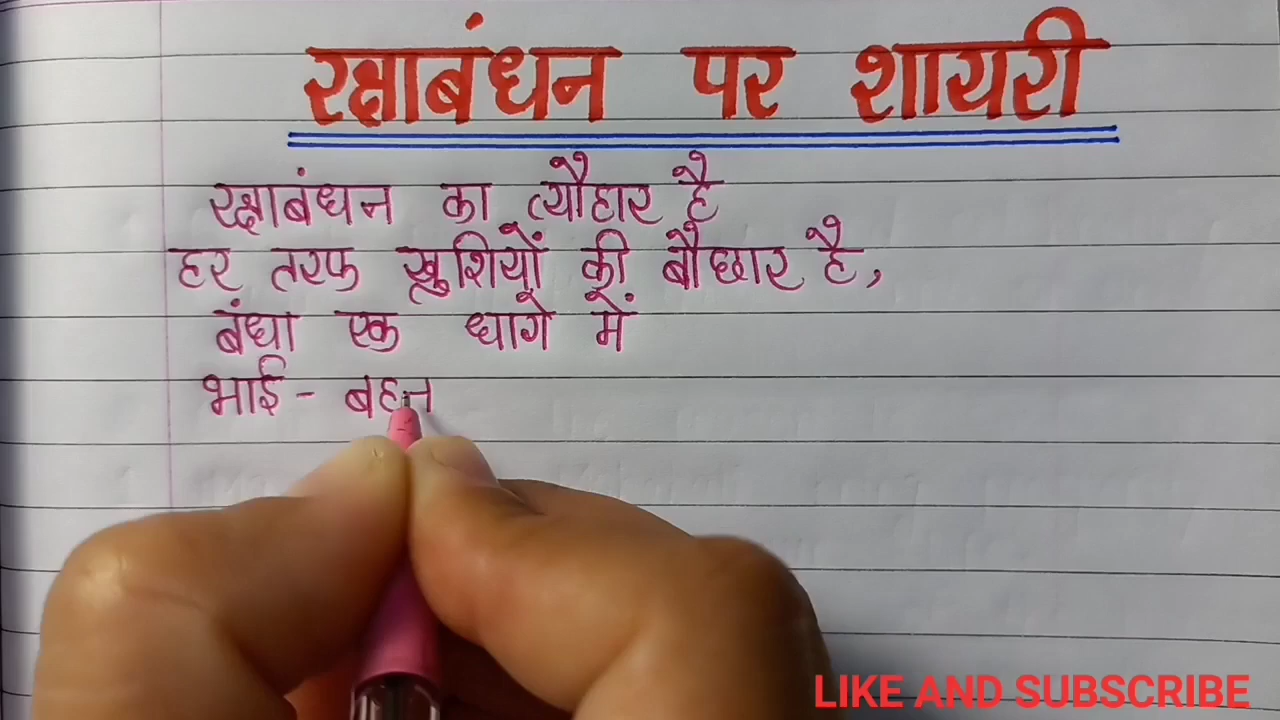 रक्षाबंधन पर शायरी
रक्षाबंधन का त्यौहार है
हर तरफ खुशियों की बौछार है,
बंधा एक धागे में
भाई - बहन
LIKE AND SUBSCRIBE